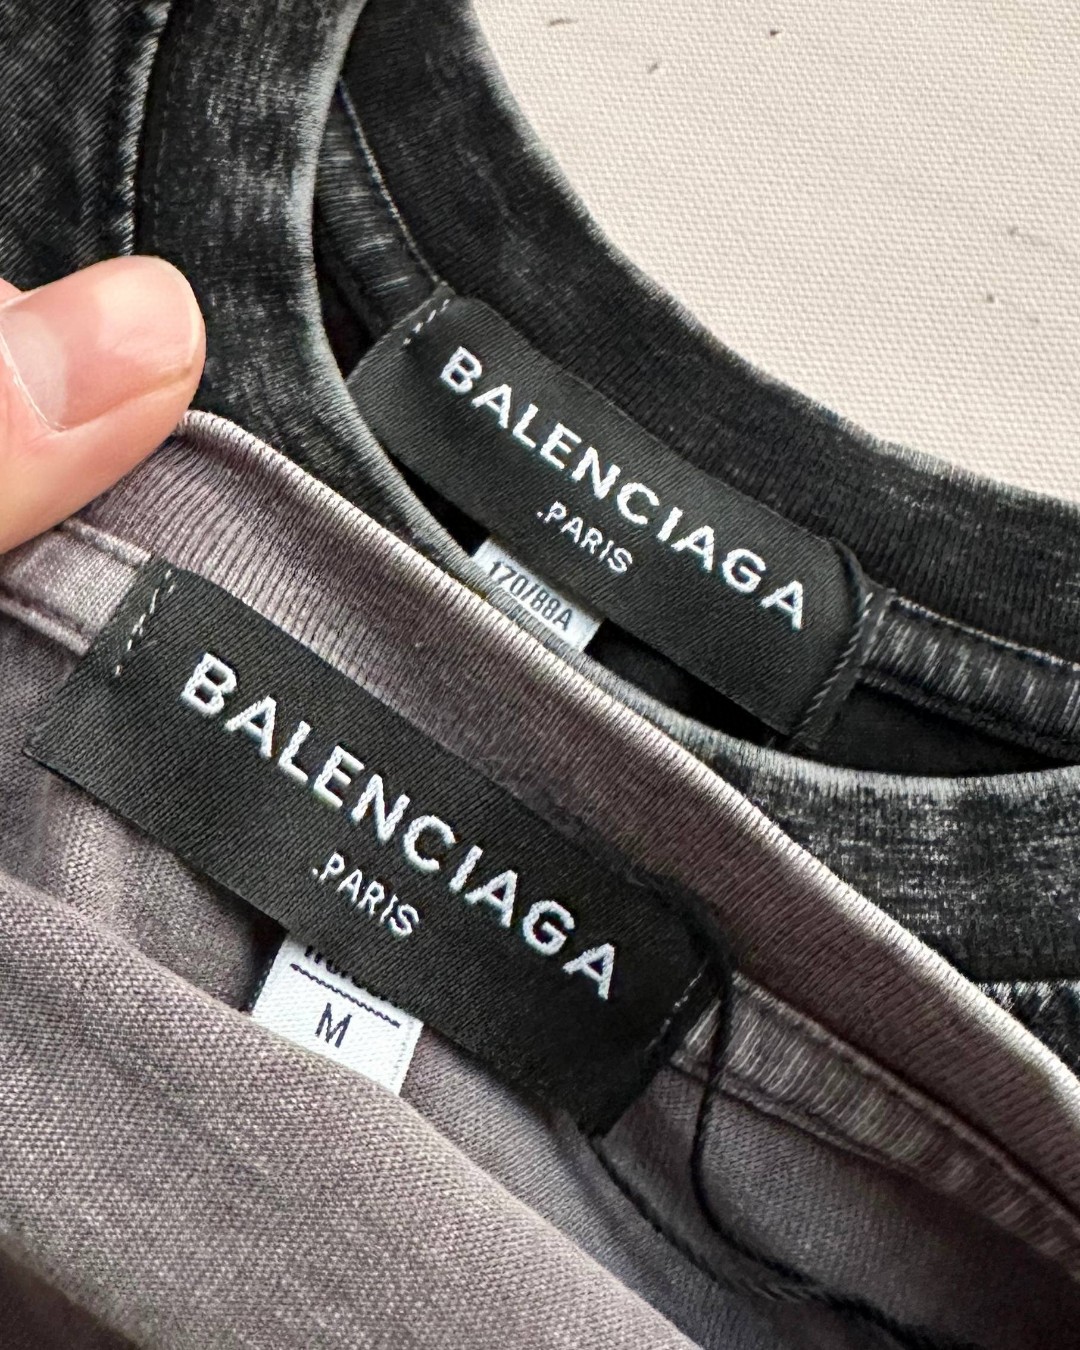 BALENCIAGA
.PARIS
170/88A
BALENCIAGA
.PARIS
M